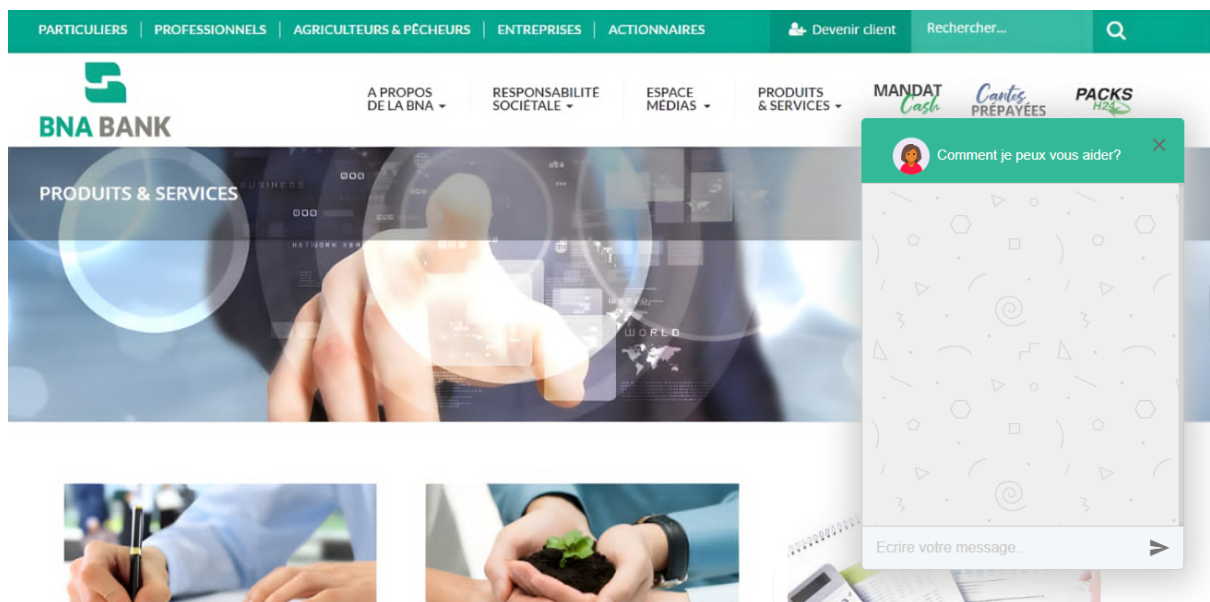 PARTICULIERS
PROFESSIONNELS
AGRICULTEURS & PÊCHEURS
ENTREPRISES
ACTIONNAIRES
Devenir client
Rechercher...
BNA BANK
A PROPOS
DE LA BNA
RESPONSABILITÉ
SOCIÉTALE
ESPACE
MÉDIAS
PRODUITS
& SERVICES
MANDAT
Cash
Cartes
PRÉPAYÉES
PACKS
H24
Comment je peux vous aider?
PRODUITS & SERVICES
BUSINESS
WORLD
Ecrire votre message...